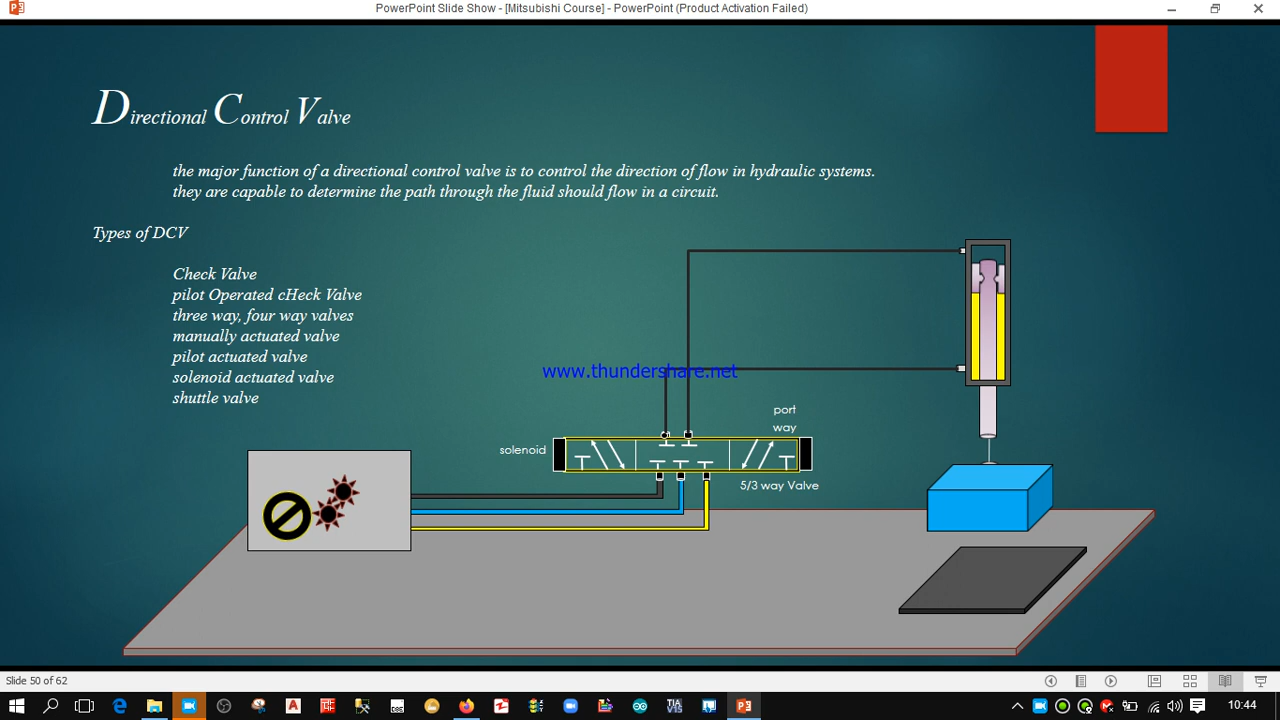 PowerPoint Slide Show - [Mitsubishi Course] - PowerPoint (Product Activation Failed)
Directional Control Valve
the major function of a directional control valve is to control the direction of flow in hydraulic systems.
they are capable to determine the path through the fluid should flow in a circuit.
Types of DCV
Check Valve
pilot Operated cHeck Valve
three way, four way valves
manually actuated valve
pilot actuated valve
solenoid actuated valve
shuttle valve
www.thundershare.net
port
way
solenoid
5/3 way Valve
Slide 50 of 62
10:44